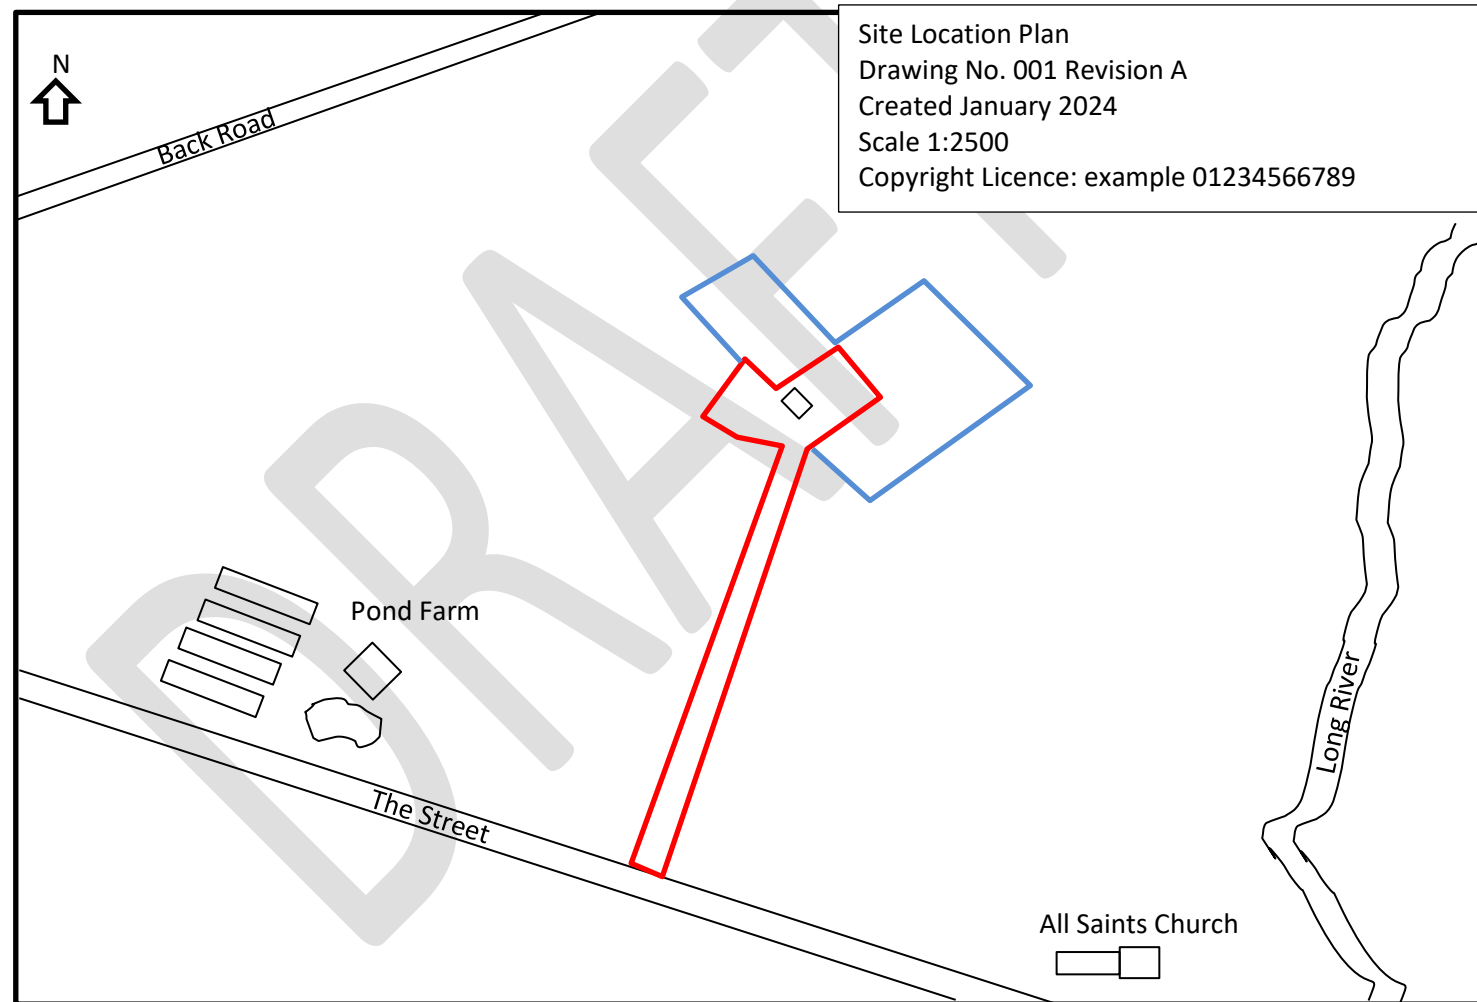 Site Location Plan
Drawing No. 001 Revision A
Created January 2024
Scale 1:2500
Copyright Licence: example 01234566789
N
Back Road
Pond Farm
The Street
Long River
All Saints Church
DRAFT